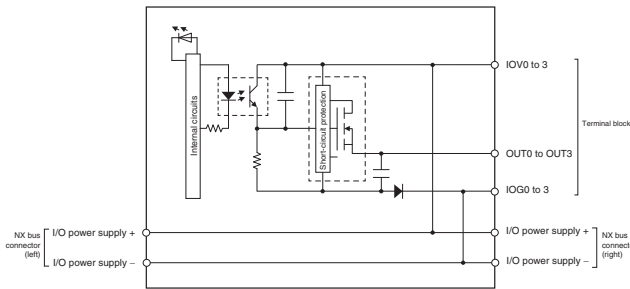 IOV0 to 3
Internal circuits
Short-circuit protection
Terminal block
OUT0 to OUT3
IOG0 to 3
NX bus
connector
(left)
I/O power supply +
I/O power supply −
I/O power supply +
I/O power supply −
NX bus
connect
(right)